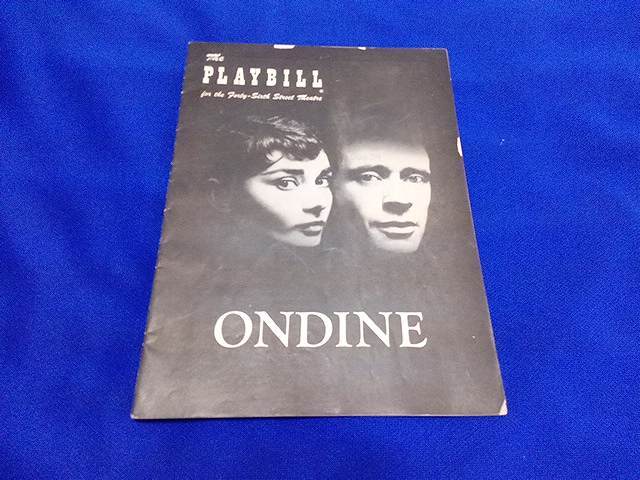 The
PLAYBILL
for the Forty-Sixth Street Theatre
ONDINE